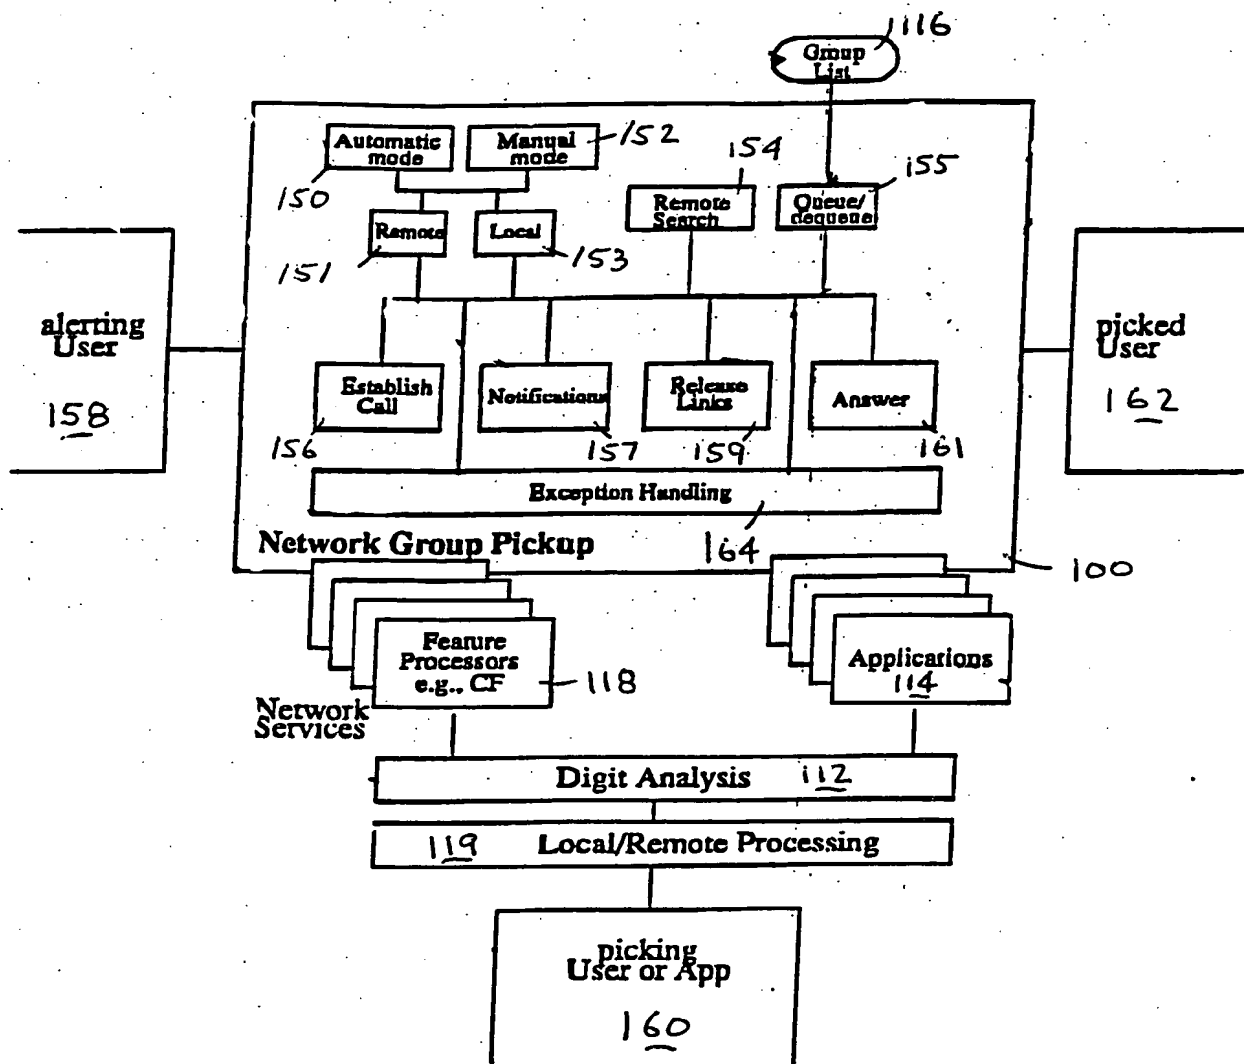 1116
Group
List
Automatic
mode
Manual
mode
152
154
155
150
Remote
Search
Queue/
dequeue
Remote
Local
151
153
alerting
User
158
picked
User
162
Establish
Call
Notifications
Release
Links
Answer
156
157
159
161
Exception Handling
Network Group Pickup
164
100
Feature
Processors
e.g., CF
118
Applications
114
Network
Services
Digit Analysis 112
119 Local/Remote Processing
picking
User or App
160